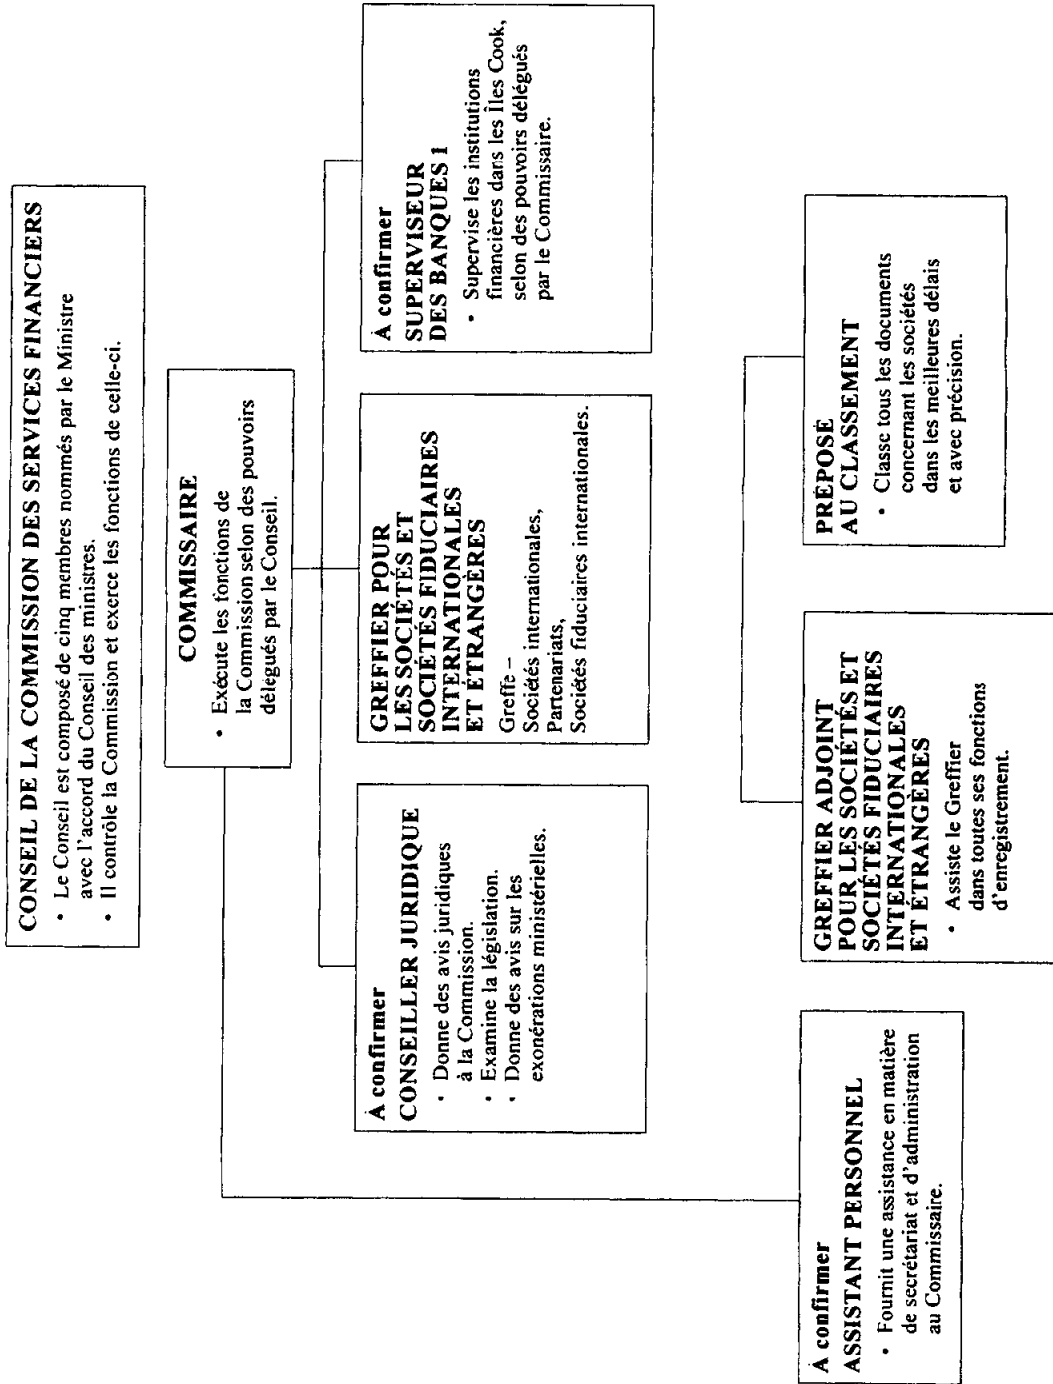 CONSEIL DE LA COMMISSION DES SERVICES FINANCIERS
• Le Conseil est composé de cinq membres nommés par le Ministre
avec l'accord du Conseil des ministres.
• Il contrôle la Commission et exerce les fonctions de celle-ci.
COMMISSAIRE
• Exécute les fonctions de
la Commission selon des pouvoirs
délégués par le Conseil.
À confirmer
CONSEILLER JURIDIQUE
• Donne des avis juridiques
à la Commission.
• Examine la législation.
• Donne des avis sur les
exonérations ministérielles.
GREFFIER POUR
LES SOCIÉTÉS ET
SOCIÉTÉS FIDUCIAIRES
INTERNATIONALES
ET ÉTRANGÈRES
Greffe –
Sociétés internationales,
Partenariats,
Sociétés fiduciaires internationales.
À confirmer
SUPERVISEUR
DES BANQUES 1
• Supervise les institutions
financières dans les Îles Cook,
selon des pouvoirs délégués
par le Commissaire.
À confirmer
ASSISTANT PERSONNEL
• Fournit une assistance en matière
de secrétariat et d'administration
au Commissaire.
GREFFIER ADJOINT
POUR LES SOCIÉTÉS ET
SOCIÉTÉS FIDUCIAIRES
INTERNATIONALES
ET ÉTRANGÈRES
• Assiste le Greffier
dans toutes ses fonctions
d'enregistrement.
PRÉPOSÉ
AU CLASSEMENT
• Classe tous les documents
concernant les sociétés
dans les meilleures délais
et avec précision.